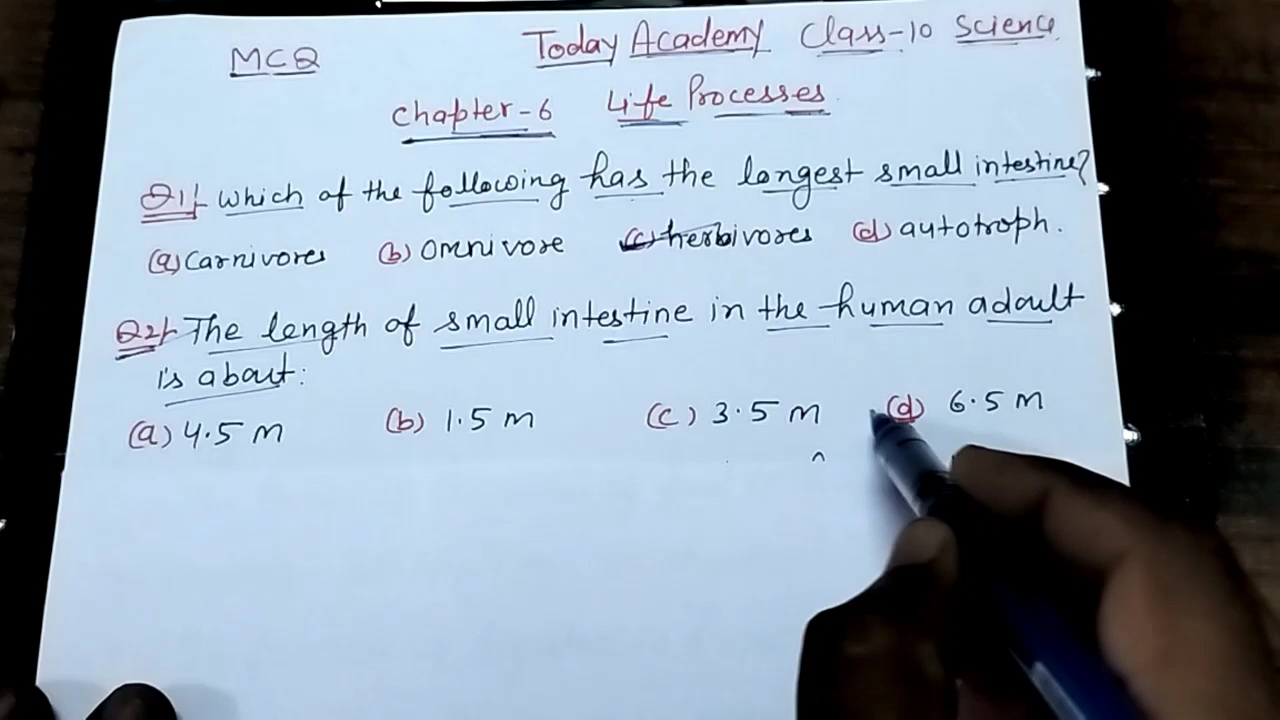 MCQ Today Academy Class-10 Science
Chapter-6 Life Processes
Q1 Which of the following has the longest small intestine?
(a) Carnivores (b) Omnivore (c) herbivores (d) autotroph.
Q2 The length of small intestine in the human adault
is about:
(a) 4.5 m (b) 1.5 m (c) 3.5 m (d) 6.5 m